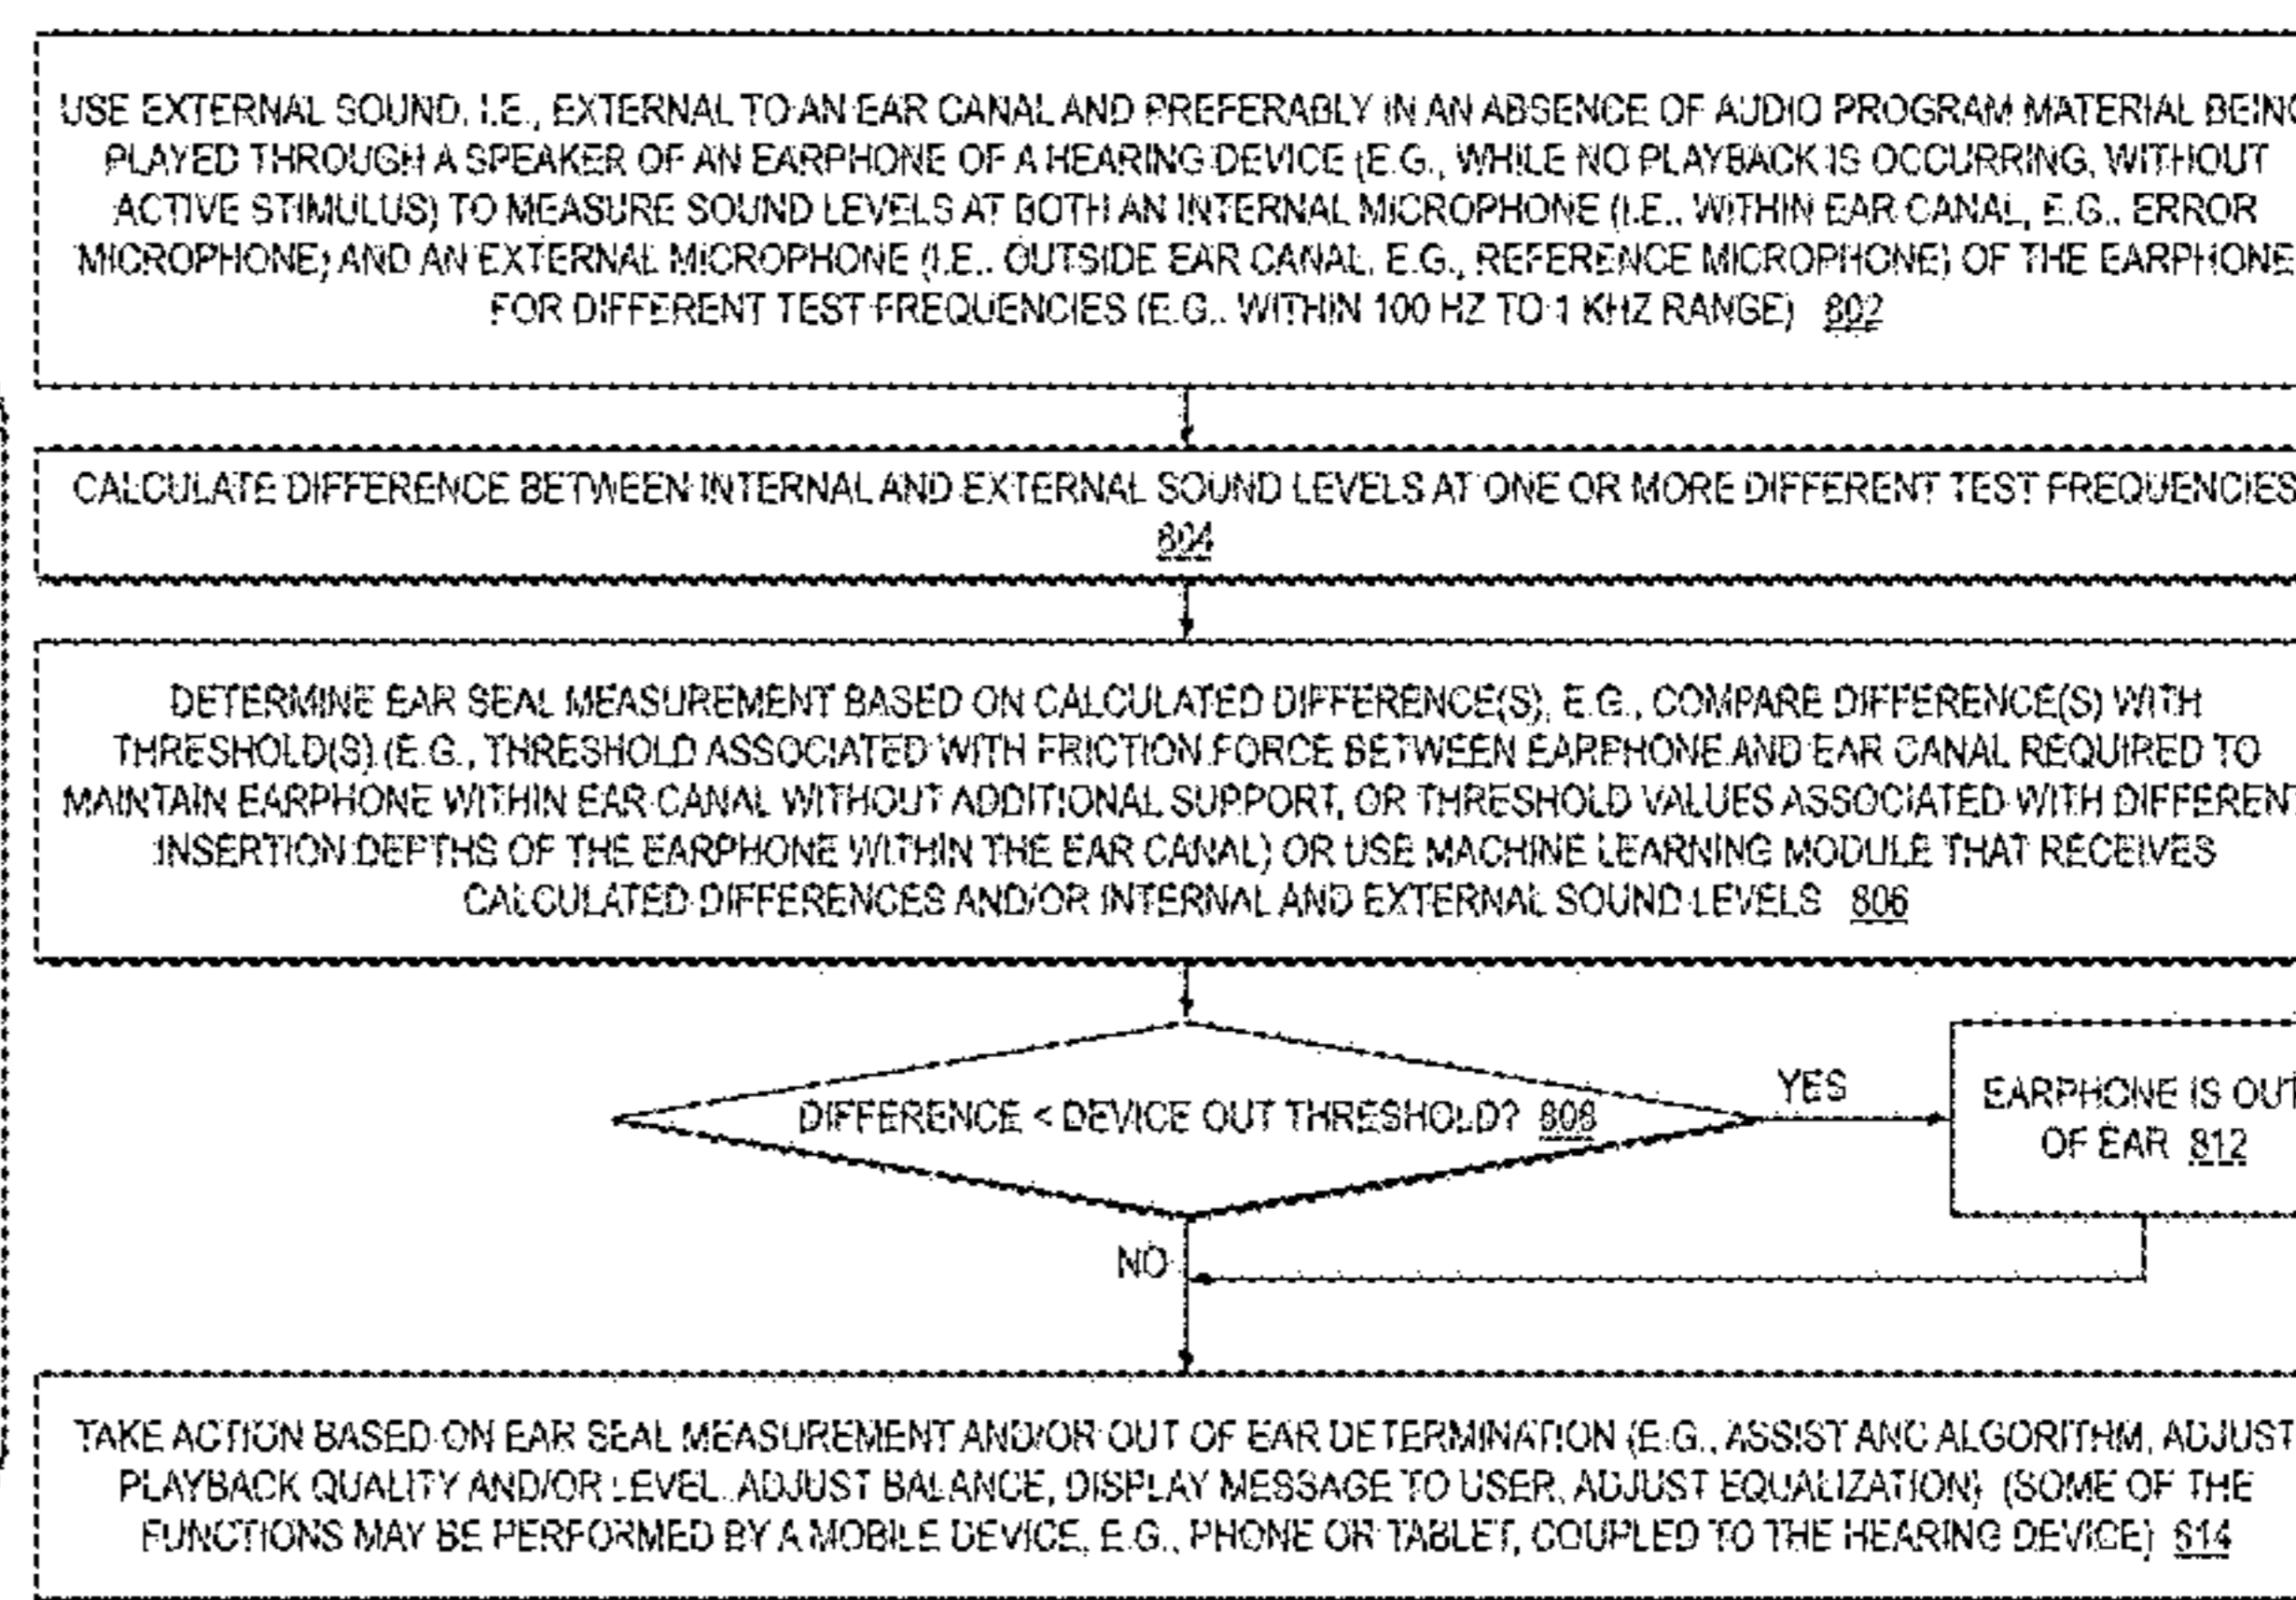 USE EXTERNAL SOUND, I.E., EXTERNAL TO AN EAR CANAL AND PREFERABLY IN AN ABSENCE OF AUDIO PROGRAM MATERIAL BEING
PLAYED THROUGH A SPEAKER OF AN EARPHONE OF A HEARING DEVICE (E.G., WHILE NO PLAYBACK IS OCCURRING, WITHOUT
ACTIVE STIMULUS) TO MEASURE SOUND LEVELS AT BOTH AN INTERNAL MICROPHONE (I.E., WITHIN EAR CANAL, E.G., ERROR
MICROPHONE) AND AN EXTERNAL MICROPHONE (I.E., OUTSIDE EAR CANAL, E.G., REFERENCE MICROPHONE) OF THE EARPHONE
FOR DIFFERENT TEST FREQUENCIES (E.G., WITHIN 100 HZ TO 1 KHZ RANGE) 802
CALCULATE DIFFERENCE BETWEEN INTERNAL AND EXTERNAL SOUND LEVELS AT ONE OR MORE DIFFERENT TEST FREQUENCIES
804
DETERMINE EAR SEAL MEASUREMENT BASED ON CALCULATED DIFFERENCE(S), E.G., COMPARE DIFFERENCE(S) WITH
THRESHOLD(S) (E.G., THRESHOLD ASSOCIATED WITH FRICTION FORCE BETWEEN EARPHONE AND EAR CANAL REQUIRED TO
MAINTAIN EARPHONE WITHIN EAR CANAL WITHOUT ADDITIONAL SUPPORT, OR THRESHOLD VALUES ASSOCIATED WITH DIFFERENT
INSERTION DEPTHS OF THE EARPHONE WITHIN THE EAR CANAL) OR USE MACHINE LEARNING MODULE THAT RECEIVES
CALCULATED DIFFERENCES AND/OR INTERNAL AND EXTERNAL SOUND LEVELS 806
DIFFERENCE < DEVICE OUT THRESHOLD? 808
YES
EARPHONE IS OUT
OF EAR 812
NO
TAKE ACTION BASED ON EAR SEAL MEASUREMENT AND/OR OUT OF EAR DETERMINATION (E.G., ASSIST ANC ALGORITHM, ADJUST
PLAYBACK QUALITY AND/OR LEVEL, ADJUST BALANCE, DISPLAY MESSAGE TO USER, ADJUST EQUALIZATION) (SOME OF THE
FUNCTIONS MAY BE PERFORMED BY A MOBILE DEVICE, E.G., PHONE OR TABLET, COUPLED TO THE HEARING DEVICE) 814